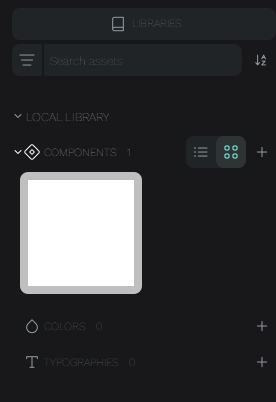 LIBRARIES
Search assets
LOCAL LIBRARY
COMPONENTS 1
COLORS 0
TYPOGRAPHIES 0